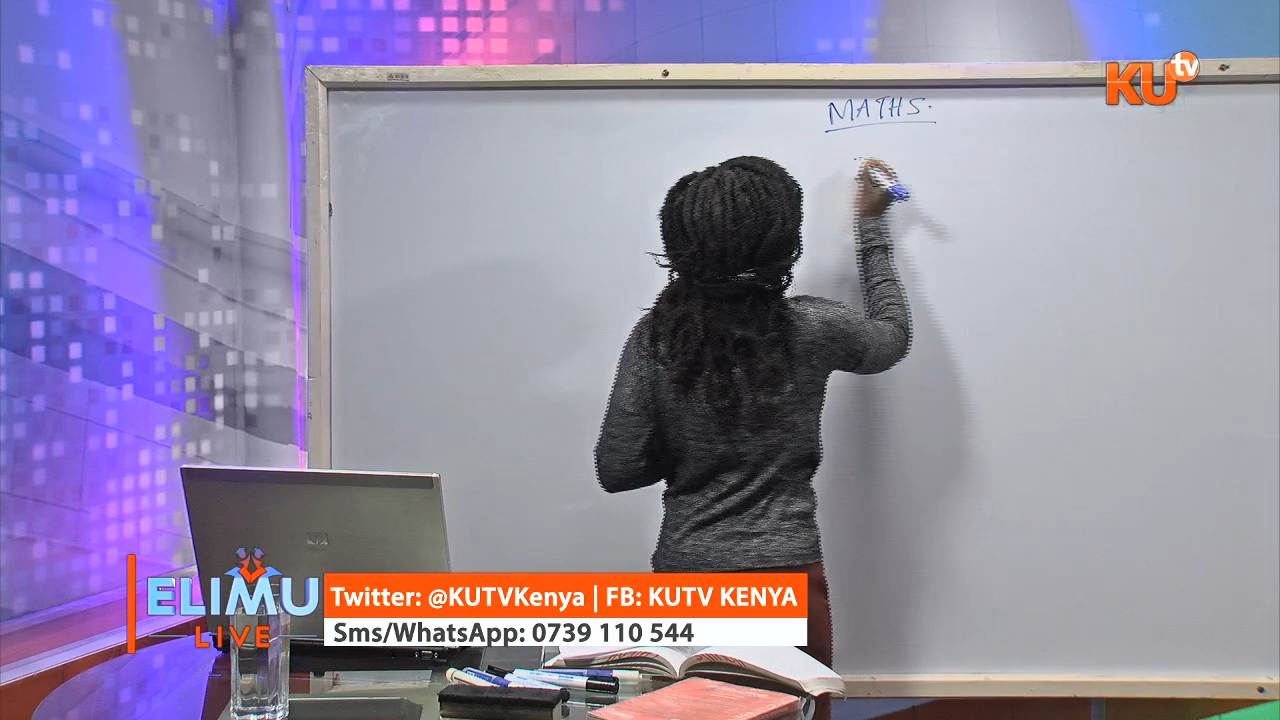 KU tv
MATHS.
ELIMU
LIVE
Twitter: @KUTVKenya | FB: KUTV KENYA
Sms/WhatsApp: 0739 110 544